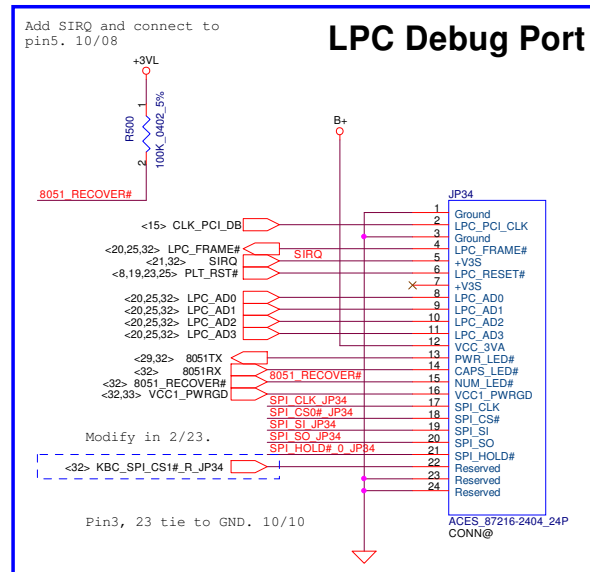 Add SIRQ and connect to
pin5. 10/08
LPC Debug Port
+3VL
1
R500
100K_0402_5%
2
8051_RECOVER#
B+
JP34
1 Ground
<15> CLK_PCI_DB 2 LPC_PCI_CLK
3 Ground
<20,25,32> LPC_FRAME# 4 LPC_FRAME#
<21,32> SIRQ SIRQ 5 +V3S
<8,19,23,25> PLT_RST# 6 LPC_RESET#
7 +V3S
<20,25,32> LPC_AD0 8 LPC_AD0
<20,25,32> LPC_AD1 9 LPC_AD1
<20,25,32> LPC_AD2 10 LPC_AD2
<20,25,32> LPC_AD3 11 LPC_AD3
12 VCC_3VA
<29,32> 8051TX 13 PWR_LED#
<32> 8051RX 14 CAPS_LED#
<32> 8051_RECOVER# 8051_RECOVER# 15 NUM_LED#
<32,33> VCC1_PWRGD 16 VCC1_PWRGD
SPI_CLK_JP34 17 SPI_CLK
SPI_CS0#_JP34 18 SPI_CS#
SPI_SI_JP34 19 SPI_SI
SPI_SO_JP34 20 SPI_SO
SPI_HOLD#_0_JP34 21 SPI_HOLD#
Modify in 2/23.
<32> KBC_SPI_CS1#_R_JP34 22 Reserved
23 Reserved
24 Reserved
Pin3, 23 tie to GND. 10/10
ACES_87216-2404_24P
CONN@